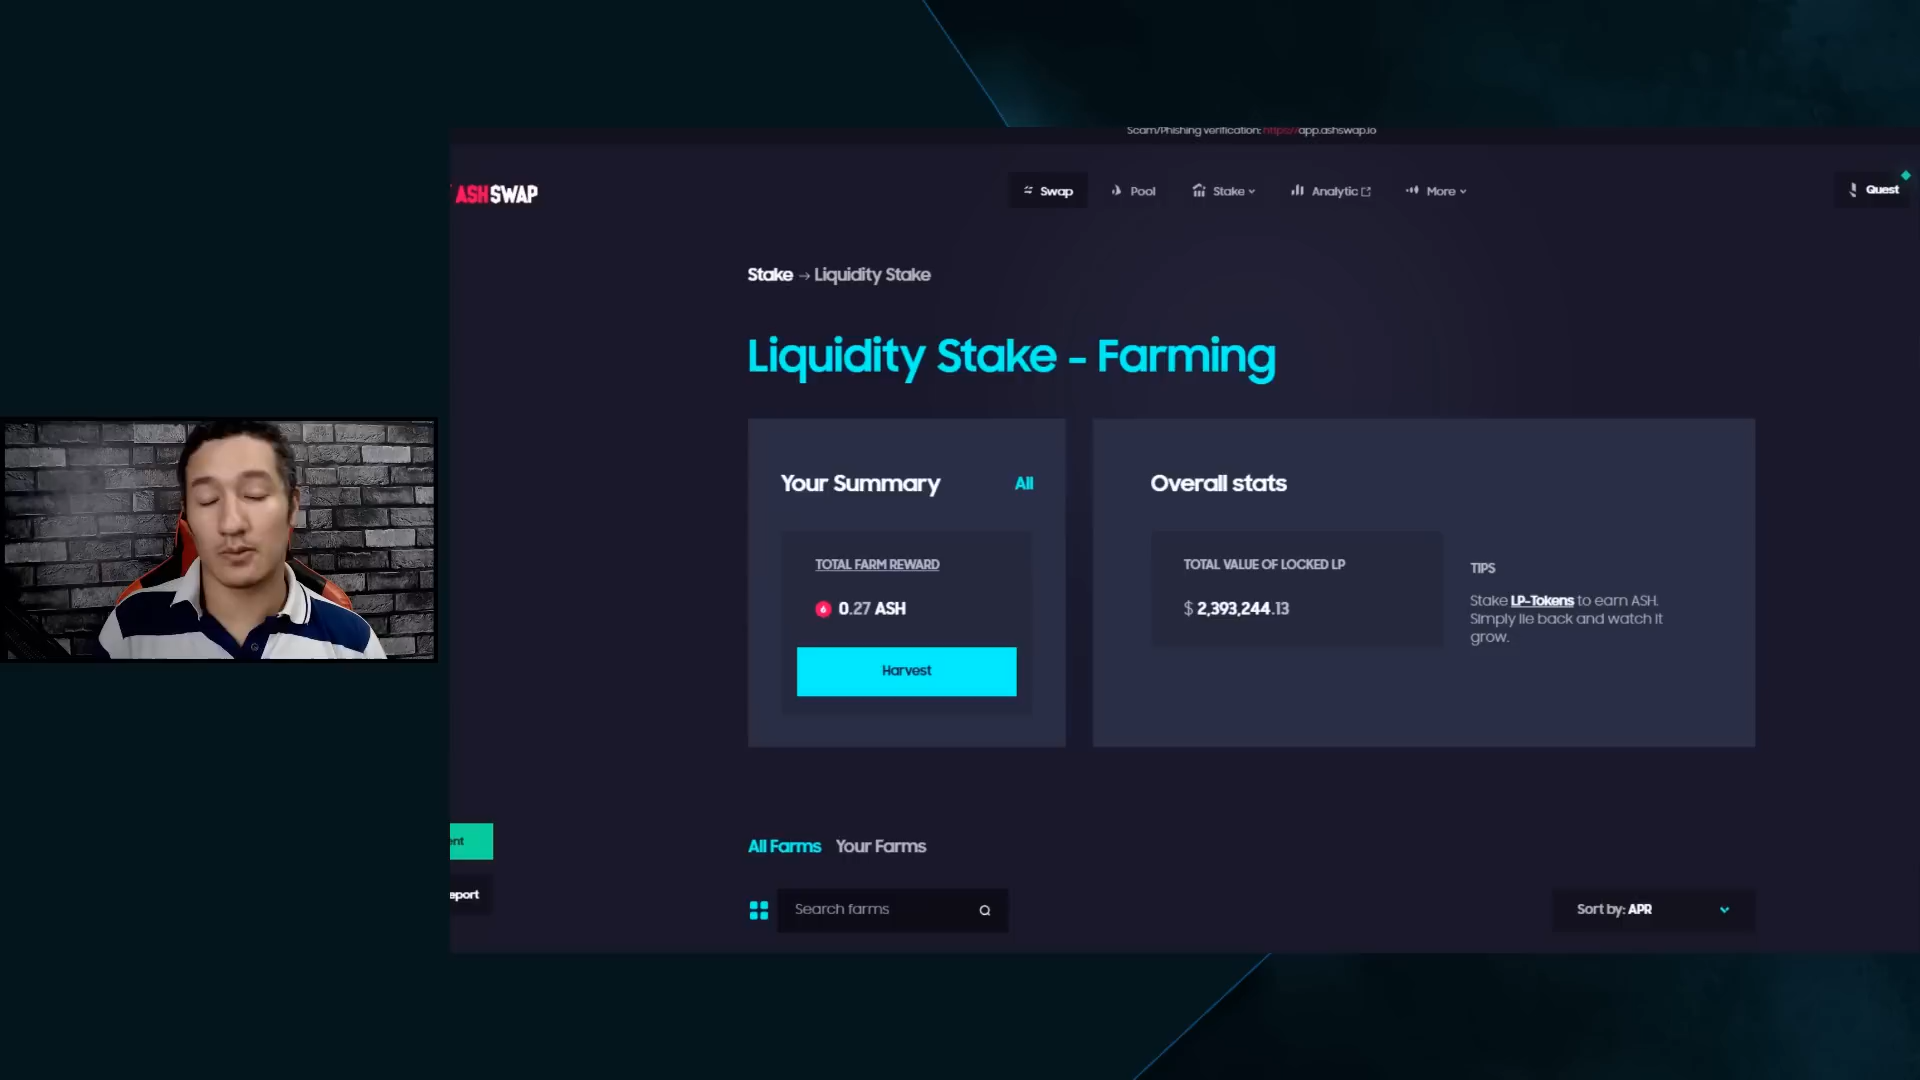 Scam/Phishing verification: https://app.ashswap.io
ASHSWAP
Swap Pool Stake Analytic More
Quest
Stake → Liquidity Stake
Liquidity Stake - Farming
Your Summary
All
TOTAL FARM REWARD
0.27 ASH
Harvest
Overall stats
TOTAL VALUE OF LOCKED LP
$ 2,393,244.13
TIPS
Stake LP-Tokens to earn ASH.
Simply lie back and watch it
grow.
ent
eport
All Farms Your Farms
Search farms
Sort by: APR